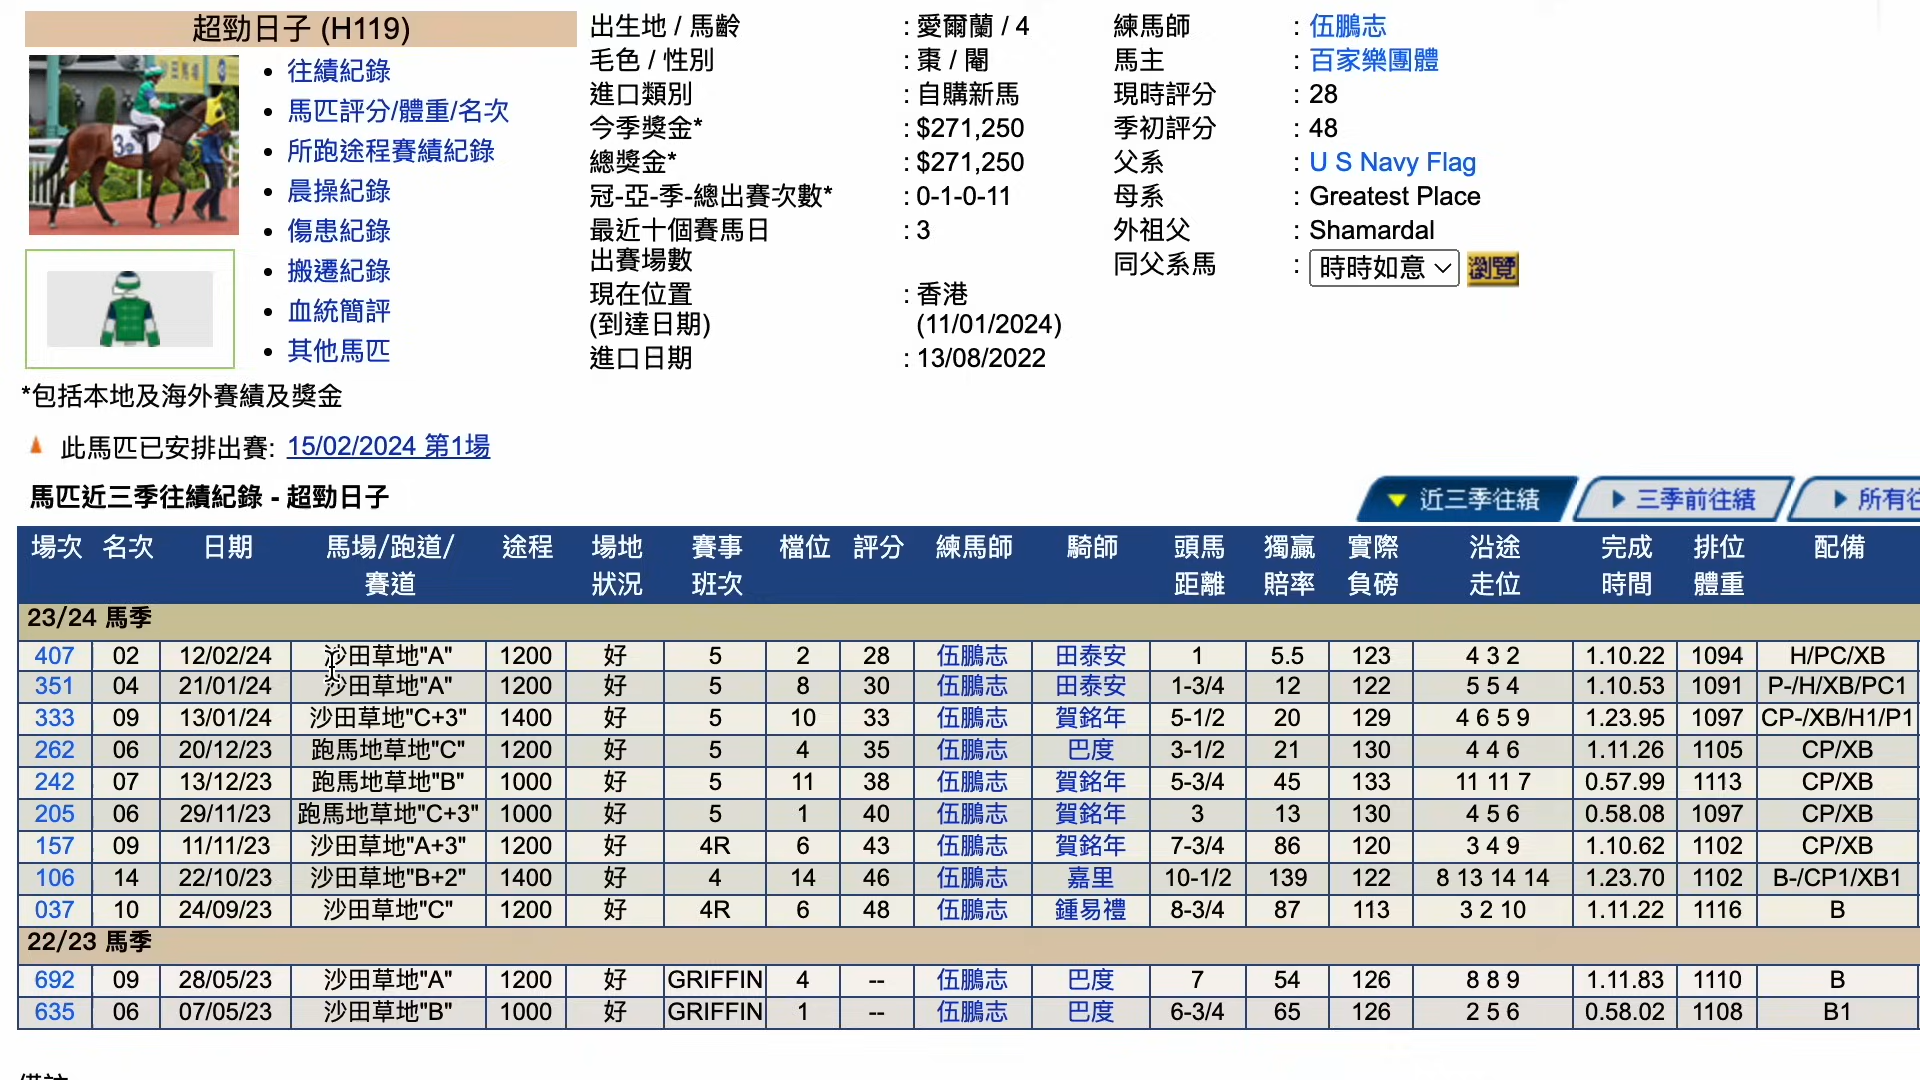 超勁日子 (H119)
往績紀錄
馬匹評分/體重/名次
所跑途程賽績紀錄
晨操紀錄
傷患紀錄
搬遷紀錄
血統簡評
其他馬匹
出生地 / 馬齡 : 愛爾蘭 / 4
毛色 / 性別 : 棗 / 閹
進口類別 : 自購新馬
今季獎金* : $271,250
總獎金* : $271,250
冠-亞-季-總出賽次數* : 0-1-0-11
最近十個賽馬日 : 3
出賽場數
現在位置 : 香港
(到達日期) (11/01/2024)
進口日期 : 13/08/2022
練馬師 : 伍鵬志
馬主 : 百家樂團體
現時評分 : 28
季初評分 : 48
父系 : U S Navy Flag
母系 : Greatest Place
外祖父 : Shamardal
同父系馬 : 時時如意 瀏覽
*包括本地及海外賽績及獎金
此馬匹已安排出賽: 15/02/2024 第1場
馬匹近三季往績紀錄 - 超勁日子
近三季往績 三季前往績 所有往
場次 名次 日期 馬場/跑道/ 途程 場地 賽事 檔位 評分 練馬師 騎師 頭馬 獨贏 實際 沿途 完成 排位 配備
賽道 狀況 班次 距離 賠率 負磅 走位 時間 體重
23/24 馬季
407 02 12/02/24 沙田草地"A" 1200 好 5 2 28 伍鵬志 田泰安 1 5.5 123 4 3 2 1.10.22 1094 H/PC/XB
351 04 21/01/24 沙田草地"A" 1200 好 5 8 30 伍鵬志 田泰安 1-3/4 12 122 5 5 4 1.10.53 1091 P-/H/XB/PC1
333 09 13/01/24 沙田草地"C+3" 1400 好 5 10 33 伍鵬志 賀銘年 5-1/2 20 129 4 6 5 9 1.23.95 1097 CP-/XB/H1/P1
262 06 20/12/23 跑馬地草地"C" 1200 好 5 4 35 伍鵬志 巴度 3-1/2 21 130 4 4 6 1.11.26 1105 CP/XB
242 07 13/12/23 跑馬地草地"B" 1000 好 5 11 38 伍鵬志 賀銘年 5-3/4 45 133 11 11 7 0.57.99 1113 CP/XB
205 06 29/11/23 跑馬地草地"C+3" 1000 好 5 1 40 伍鵬志 賀銘年 3 13 130 4 5 6 0.58.08 1097 CP/XB
157 09 11/11/23 沙田草地"A+3" 1200 好 4R 6 43 伍鵬志 賀銘年 7-3/4 86 120 3 4 9 1.10.62 1102 CP/XB
106 14 22/10/23 沙田草地"B+2" 1400 好 4 14 46 伍鵬志 嘉里 10-1/2 139 122 8 13 14 14 1.23.70 1102 B-/CP1/XB1
037 10 24/09/23 沙田草地"C" 1200 好 4R 6 48 伍鵬志 鍾易禮 8-3/4 87 113 3 2 10 1.11.22 1116 B
22/23 馬季
692 09 28/05/23 沙田草地"A" 1200 好 GRIFFIN 4 -- 伍鵬志 巴度 7 54 126 8 8 9 1.11.83 1110 B
635 06 07/05/23 沙田草地"B" 1000 好 GRIFFIN 1 -- 伍鵬志 巴度 6-3/4 65 126 2 5 6 0.58.02 1108 B1